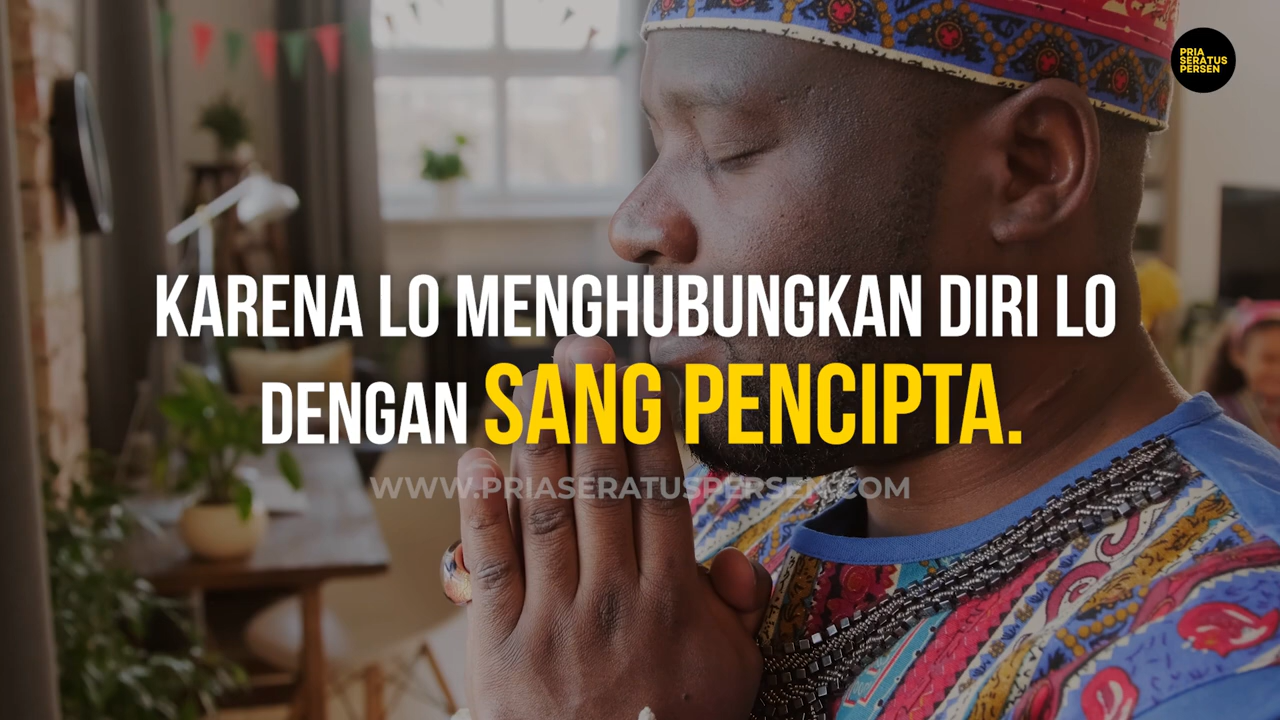 PRIA
SERATUS
PERSEN
KARENA LO MENGHUBUNGKAN DIRI LO
DENGAN SANG PENCIPTA.
WWW.PRIASERATUSPERSEN.COM